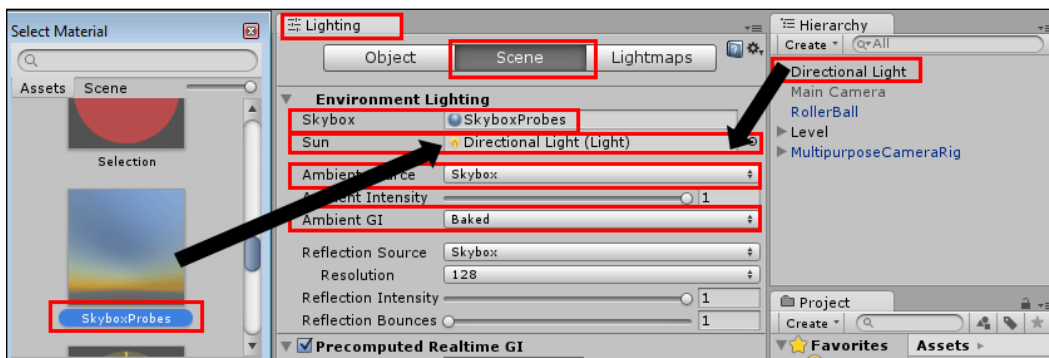 Select Material
Assets Scene
Selection
SkyboxProbes
Lighting
Object Scene Lightmaps
Environment Lighting
Skybox SkyboxProbes
Sun Directional Light (Light)
Ambient Source Skybox
Ambient Intensity 1
Ambient GI Baked
Reflection Source Skybox
Resolution 128
Reflection Intensity 1
Reflection Bounces 1
Precomputed Realtime GI
Hierarchy
Create All
Directional Light
Main Camera
RollerBall
Level
MultipurposeCameraRig
Project
Create
Favorites Assets